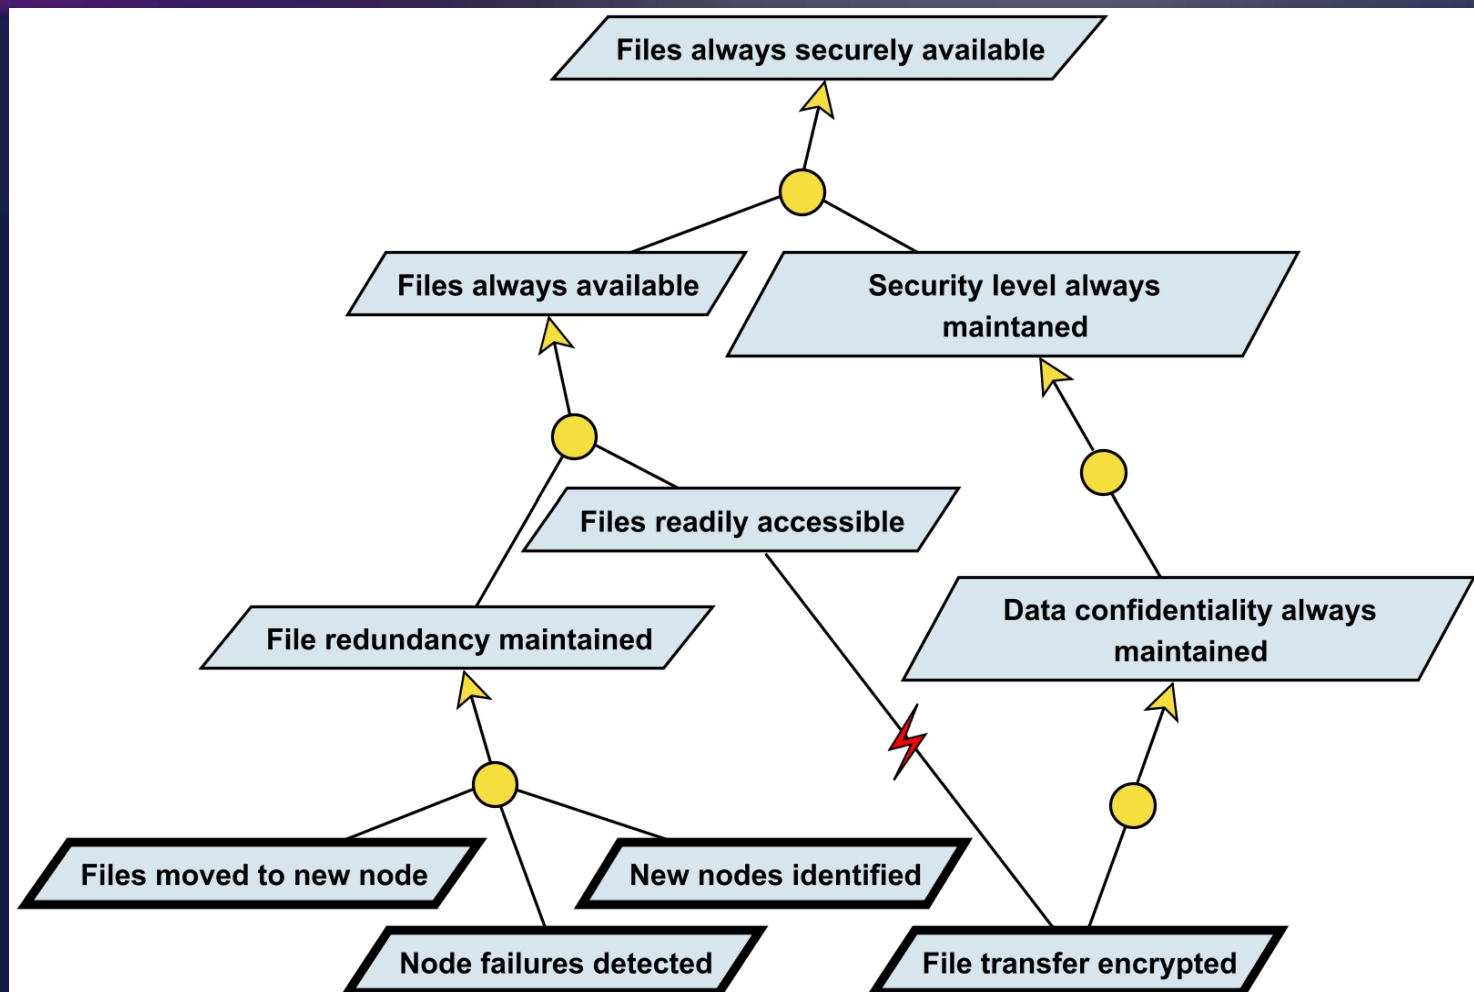 Files always securely available
Files always available
Security level always
maintaned
Files readily accessible
Data confidentiality always
maintained
File redundancy maintained
Files moved to new node
New nodes identified
Node failures detected
File transfer encrypted